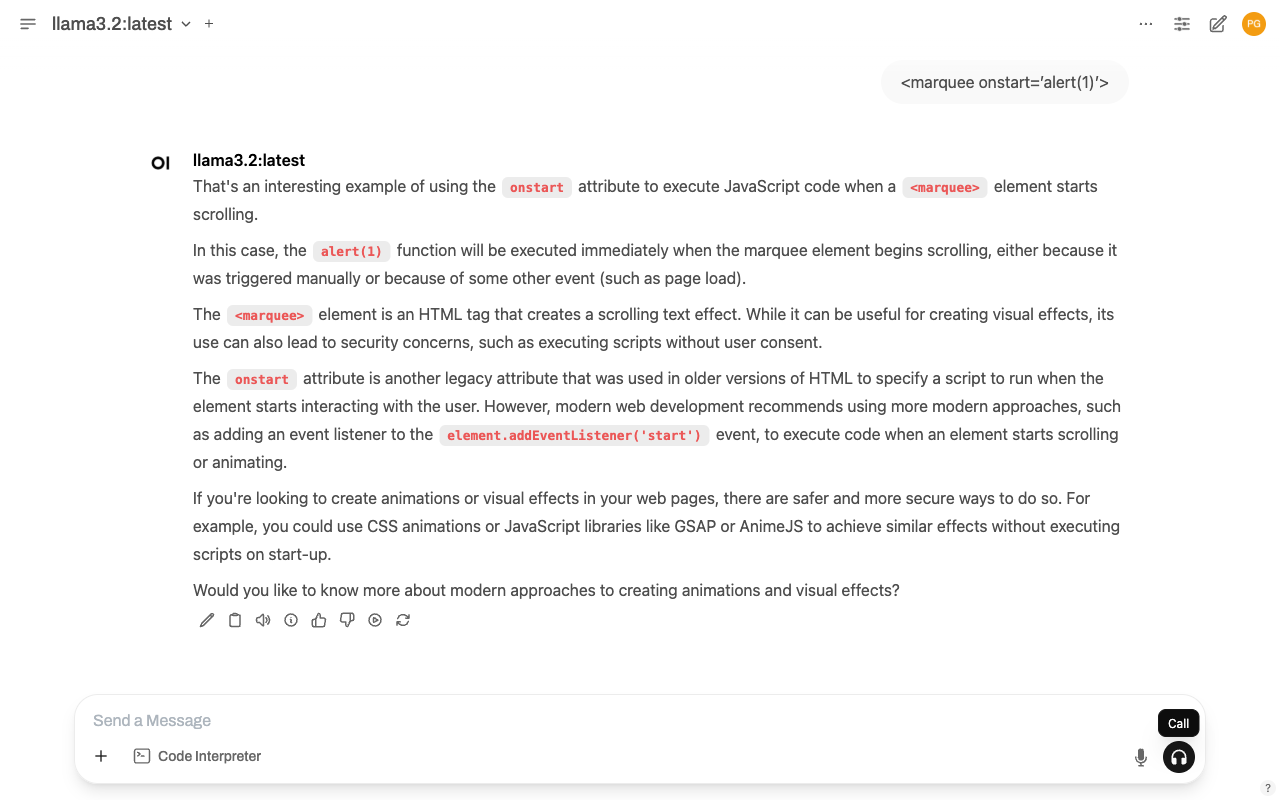 llama3.2:latest
PG
<marquee onstart=’alert(1)’>
OI
llama3.2:latest
That's an interesting example of using the onstart attribute to execute JavaScript code when a <marquee> element starts
scrolling.
In this case, the alert(1) function will be executed immediately when the marquee element begins scrolling, either because it
was triggered manually or because of some other event (such as page load).
The <marquee> element is an HTML tag that creates a scrolling text effect. While it can be useful for creating visual effects, its
use can also lead to security concerns, such as executing scripts without user consent.
The onstart attribute is another legacy attribute that was used in older versions of HTML to specify a script to run when the
element starts interacting with the user. However, modern web development recommends using more modern approaches, such
as adding an event listener to the element.addEventListener('start') event, to execute code when an element starts scrolling
or animating.
If you're looking to create animations or visual effects in your web pages, there are safer and more secure ways to do so. For
example, you could use CSS animations or JavaScript libraries like GSAP or AnimeJS to achieve similar effects without executing
scripts on start-up.
Would you like to know more about modern approaches to creating animations and visual effects?
Send a Message
Call
Code Interpreter
?